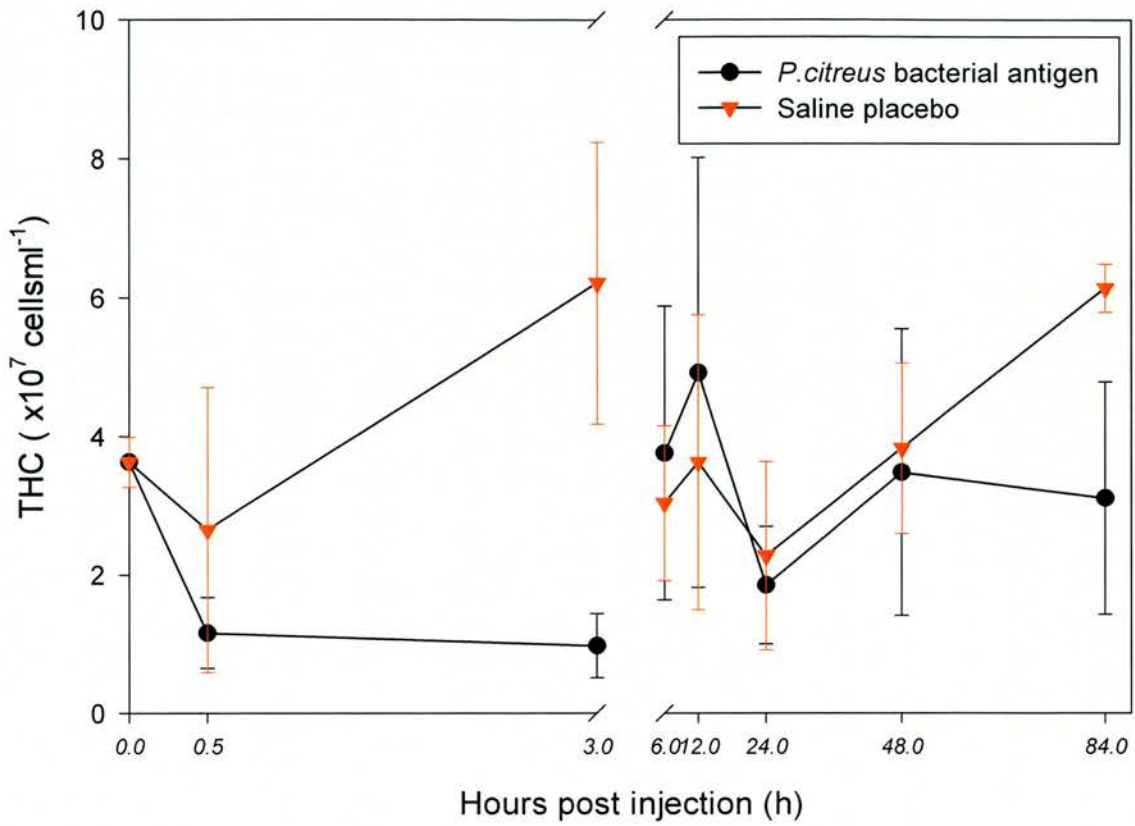 10
8
6
4
2
0
THC ( x10⁷ cellsml⁻¹)
P.citreus bacterial antigen
Saline placebo
0.0 0.5 3.0 6.0 12.0 24.0 48.0 84.0
Hours post injection (h)